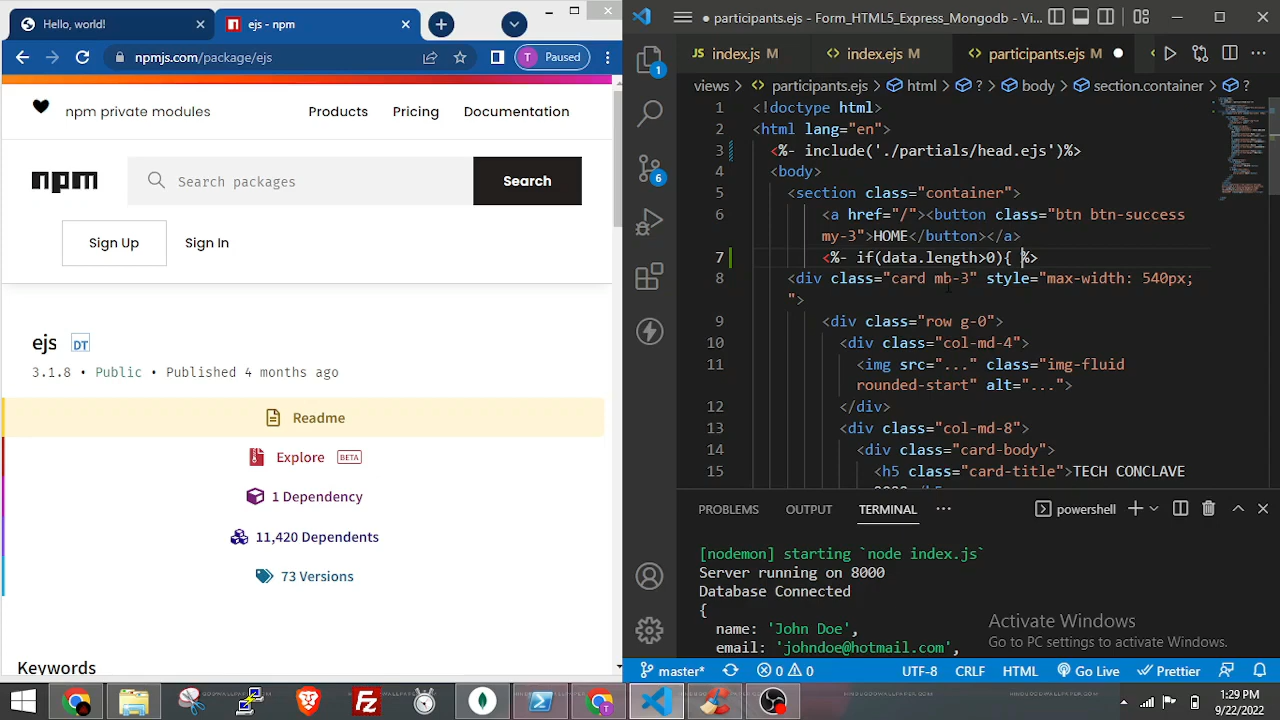 Hello, world!
ejs - npm
npmjs.com/package/ejs
T
Paused
npm private modules
Products
Pricing
Documentation
npm
Search packages
Search
Sign Up
Sign In
ejs
DT
3.1.8 • Public • Published 4 months ago
Readme
Explore
BETA
1 Dependency
11,420 Dependents
73 Versions
Keywords
● participants.ejs - Form_HTML5_Express_Mongodb - Vi...
JS index.js M
<> index.ejs M
<> participants.ejs M
views > <> participants.ejs > html > ? > body > section.container > ?
1 <!doctype html>
2 <html lang="en">
3 <%- include('./partials/head.ejs')%>
4 <body>
5 <section class="container">
6 <a href="/"><button class="btn btn-success
my-3">HOME</button></a>
7 <%- if(data.length>0){ %>
8 <div class="card mb-3" style="max-width: 540px;
">
9 <div class="row g-0">
10 <div class="col-md-4">
11 <img src="..." class="img-fluid
rounded-start" alt="...">
12 </div>
13 <div class="col-md-8">
14 <div class="card-body">
15 <h5 class="card-title">TECH CONCLAVE
1
6
PROBLEMS
OUTPUT
TERMINAL
powershell
[nodemon] starting `node index.js`
Server running on 8000
Database Connected
{
name: 'John Doe',
email: 'johndoe@hotmail.com',
Activate Windows
Go to PC settings to activate Windows.
master*
0
0
UTF-8
CRLF
HTML
Go Live
Prettier
1:29 PM
9/22/2022